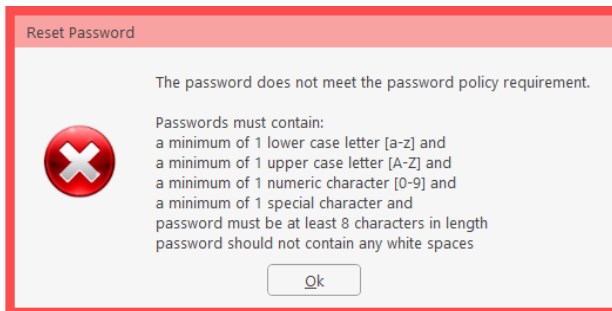 Reset Password
The password does not meet the password policy requirement.
Passwords must contain:
a minimum of 1 lower case letter [a-z] and
a minimum of 1 upper case letter [A-Z] and
a minimum of 1 numeric character [0-9] and
a minimum of 1 special character and
password must be at least 8 characters in length
password should not contain any white spaces
Ok